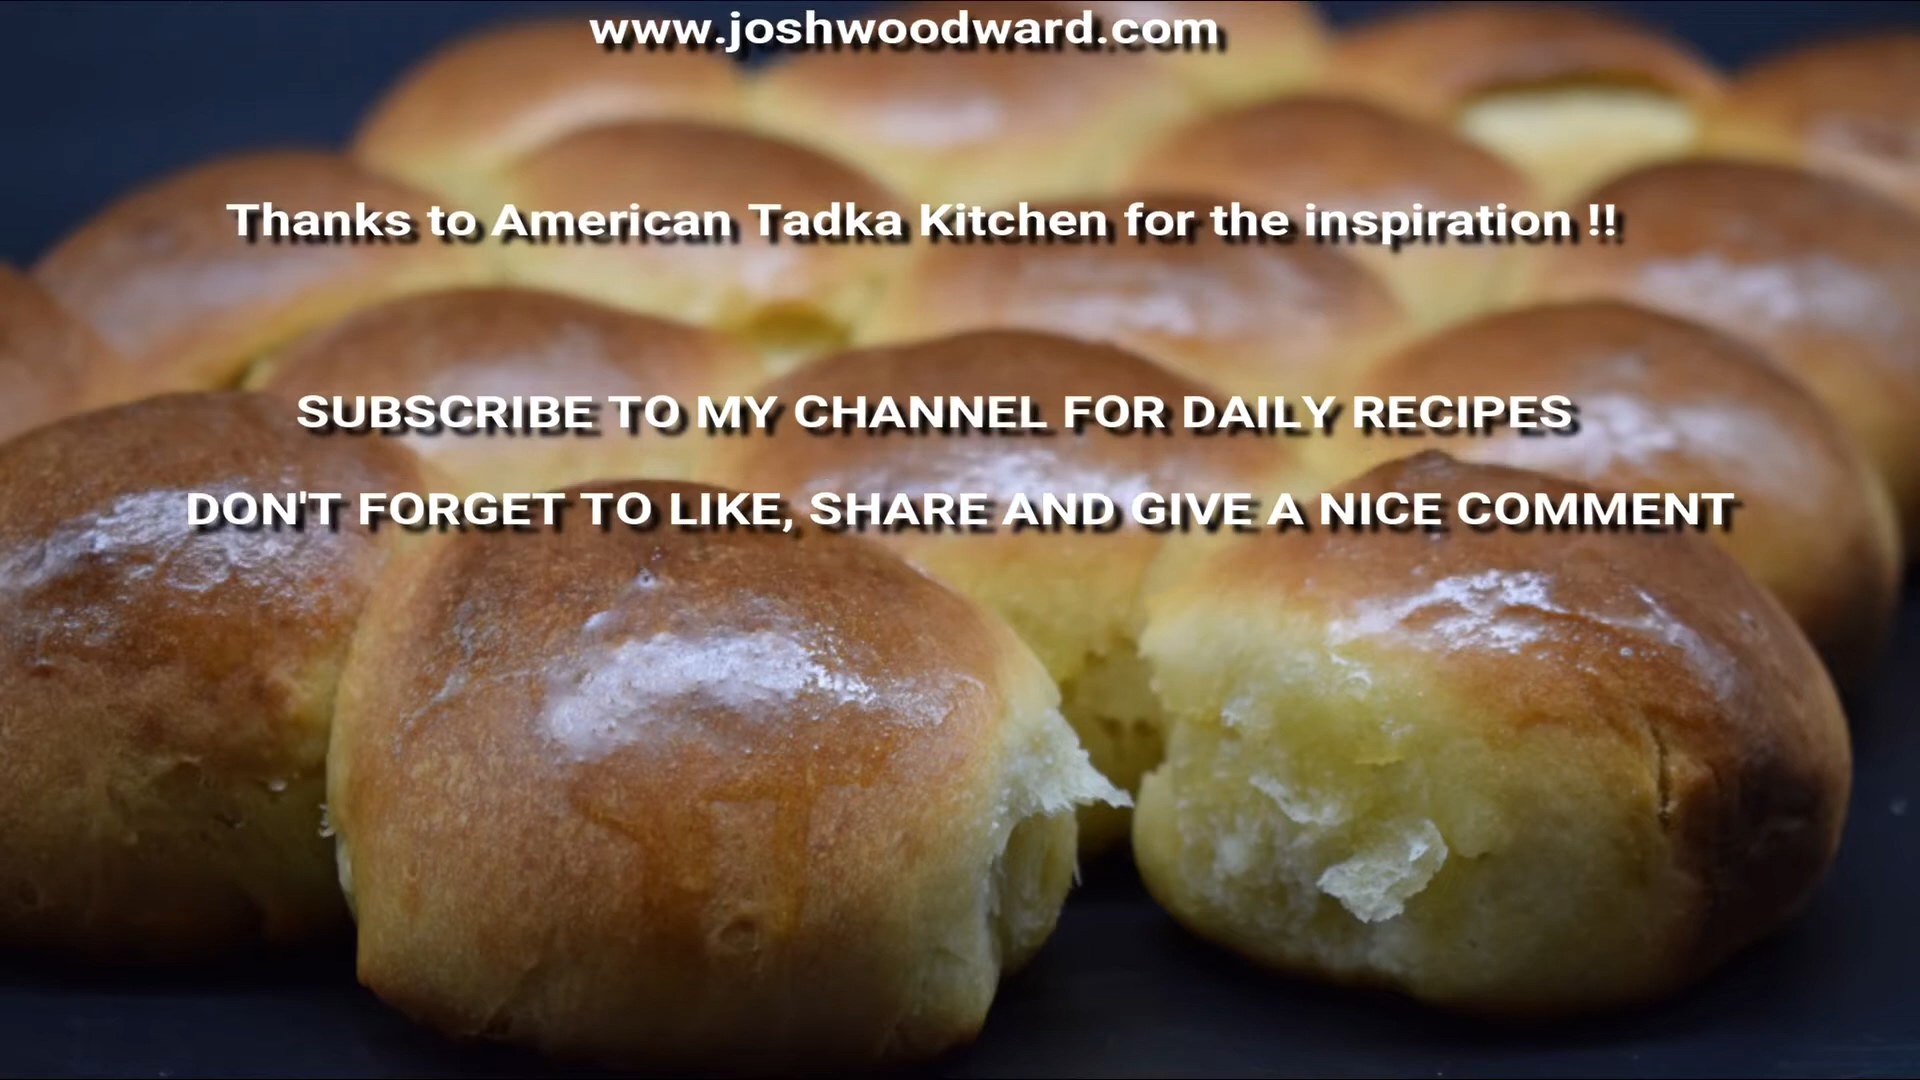 www.joshwoodward.com
Thanks to American Tadka Kitchen for the inspiration !!
SUBSCRIBE TO MY CHANNEL FOR DAILY RECIPES
DON'T FORGET TO LIKE, SHARE AND GIVE A NICE COMMENT